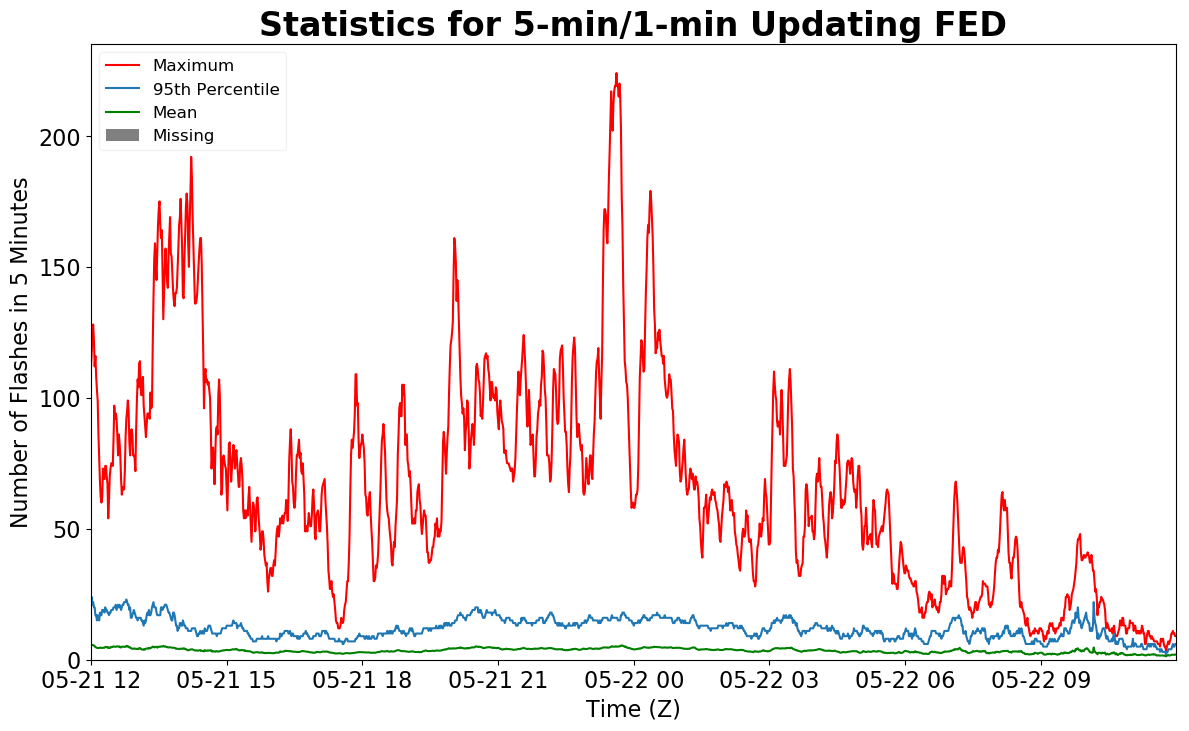 Statistics for 5-min/1-min Updating FED
Maximum
95th Percentile
Mean
Missing
Number of Flashes in 5 Minutes
200
150
100
50
0
05-21 12 05-21 15 05-21 18 05-21 21 05-22 00 05-22 03 05-22 06 05-22 09
Time (Z)